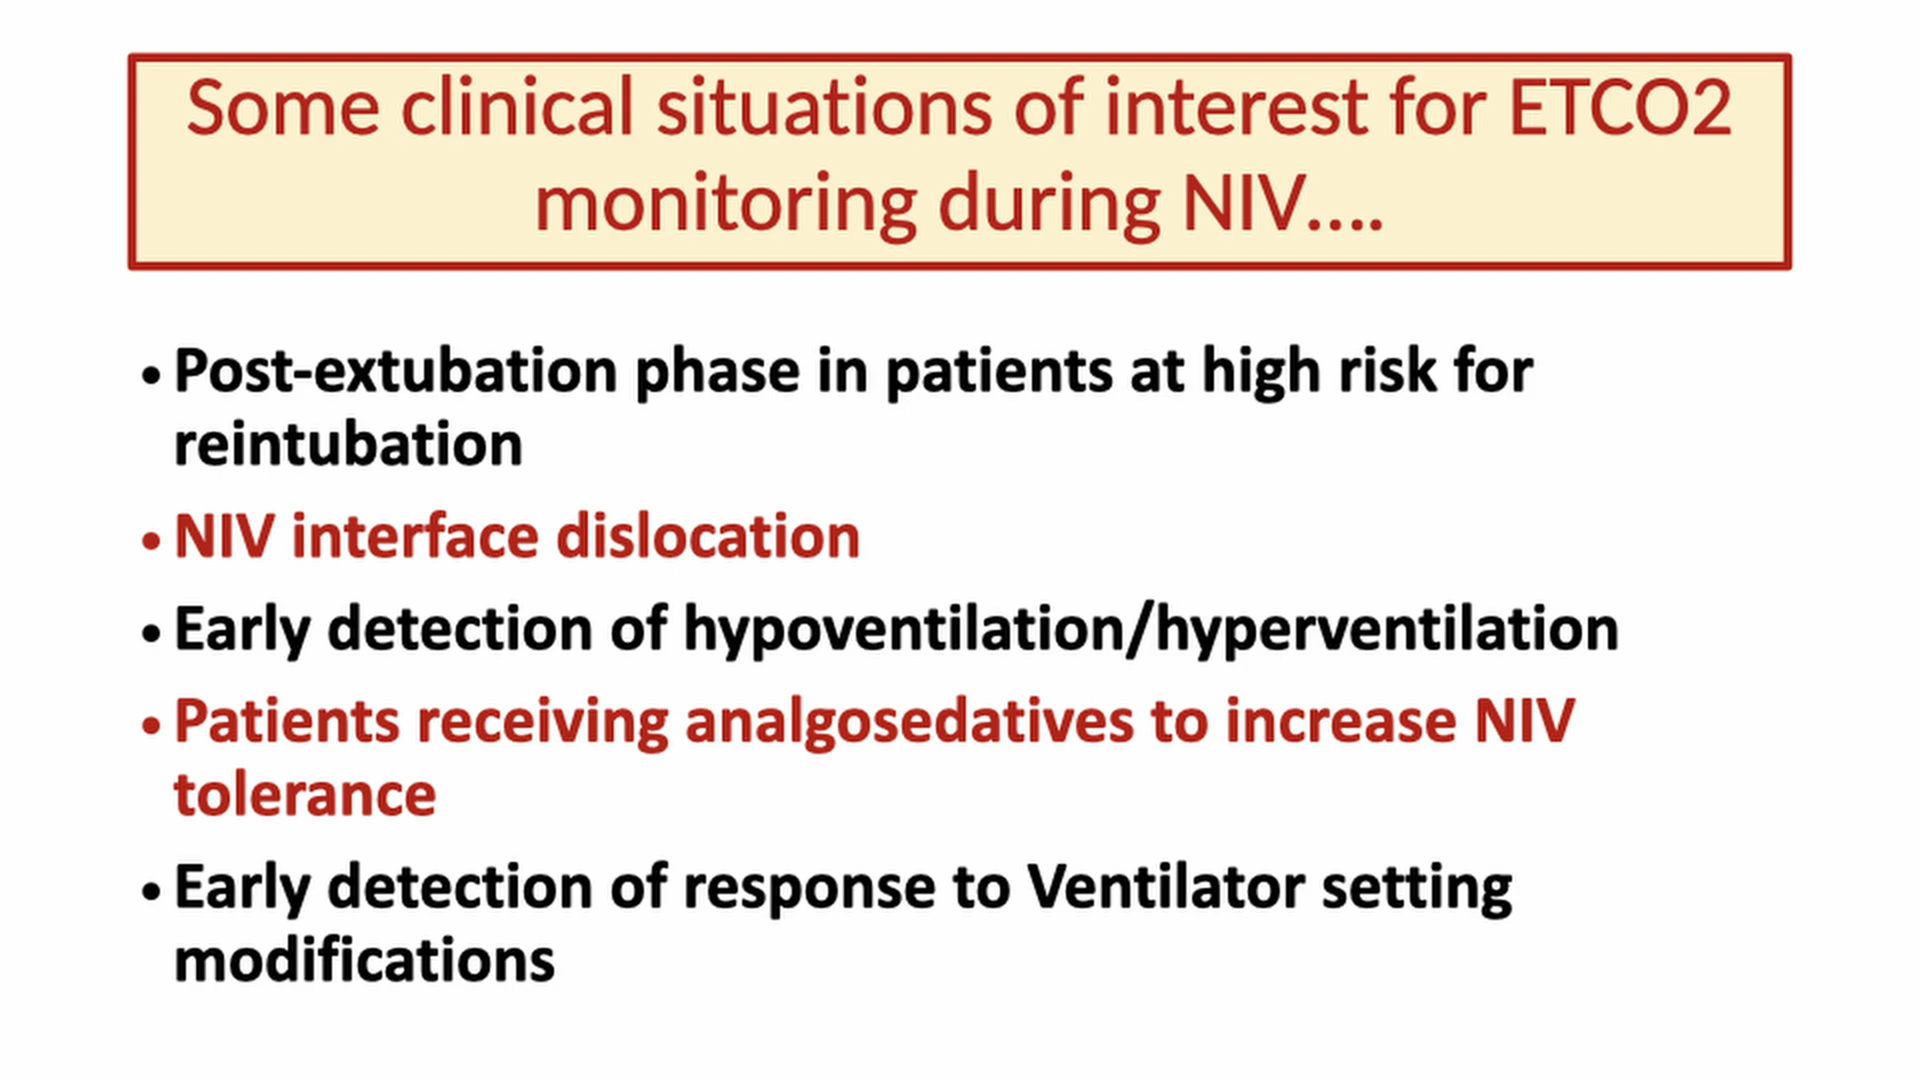 Some clinical situations of interest for ETCO2
monitoring during NIV....
• Post-extubation phase in patients at high risk for
reintubation
• NIV interface dislocation
• Early detection of hypoventilation/hyperventilation
• Patients receiving analgosedatives to increase NIV
tolerance
• Early detection of response to Ventilator setting
modifications